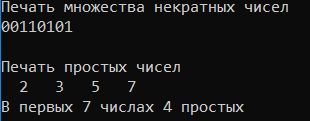 Печать множества некратных чисел
00110101
Печать простых чисел
2 3 5 7
В первых 7 числах 4 простых